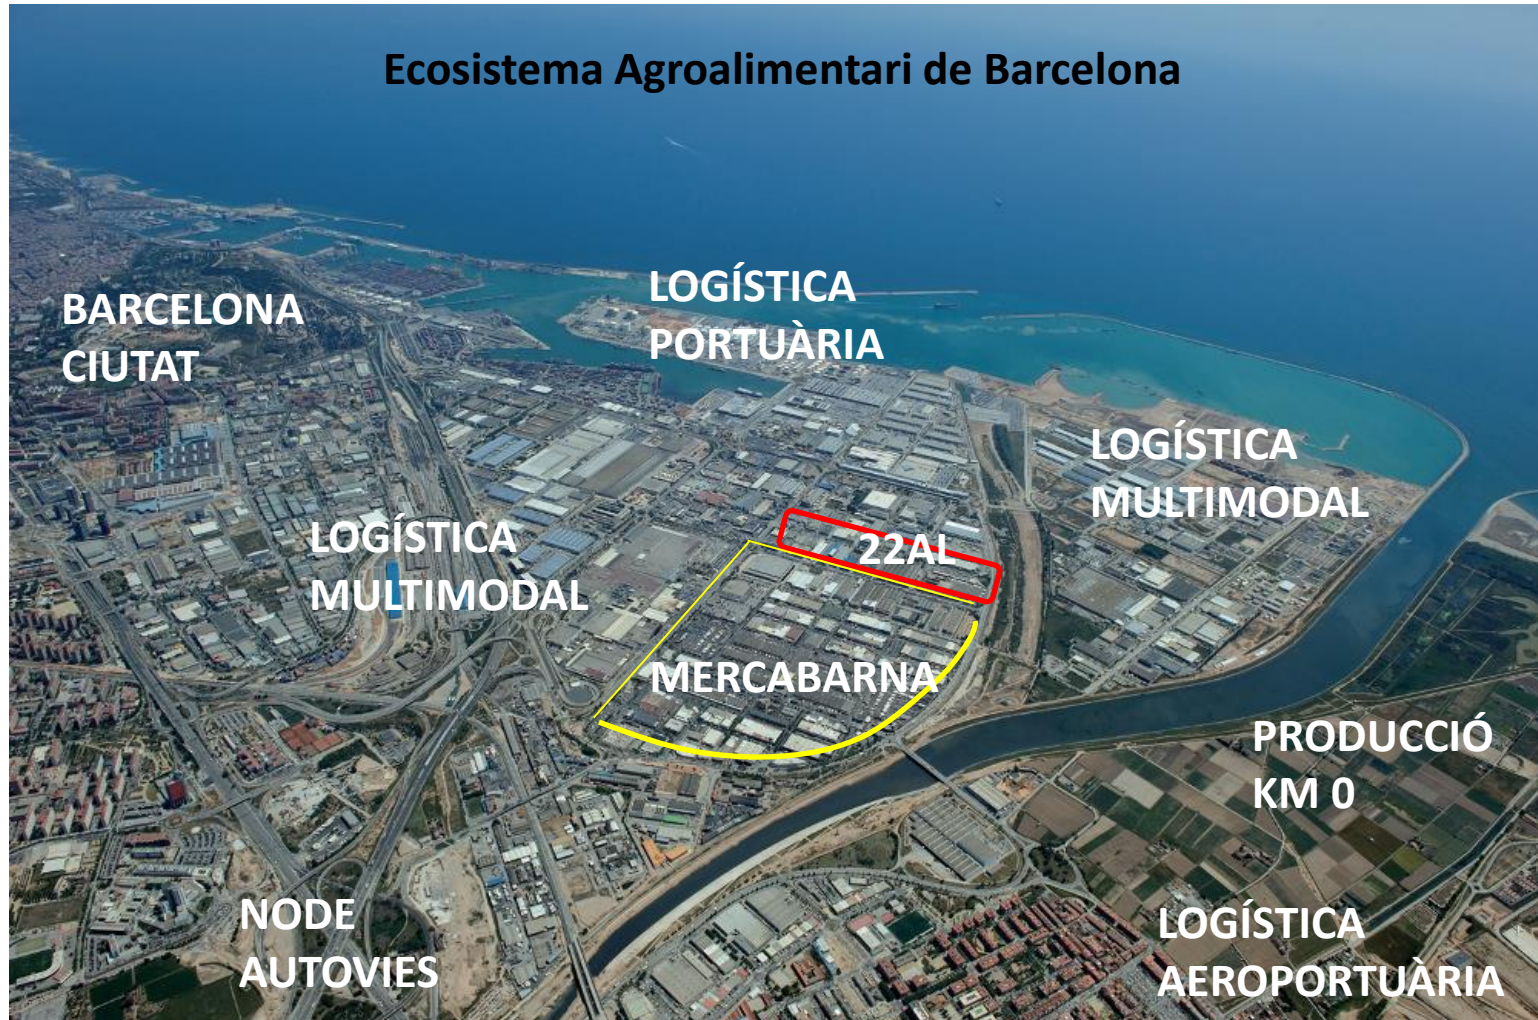 Ecosistema Agroalimentari de Barcelona
LOGÍSTICA
PORTUÀRIA
BARCELONA
CIUTAT
LOGÍSTICA
MULTIMODAL
LOGÍSTICA
MULTIMODAL
22AL
MERCABARNA
PRODUCCIÓ
KM 0
NODE
AUTOVIES
LOGÍSTICA
AEROPORTUÀRIA